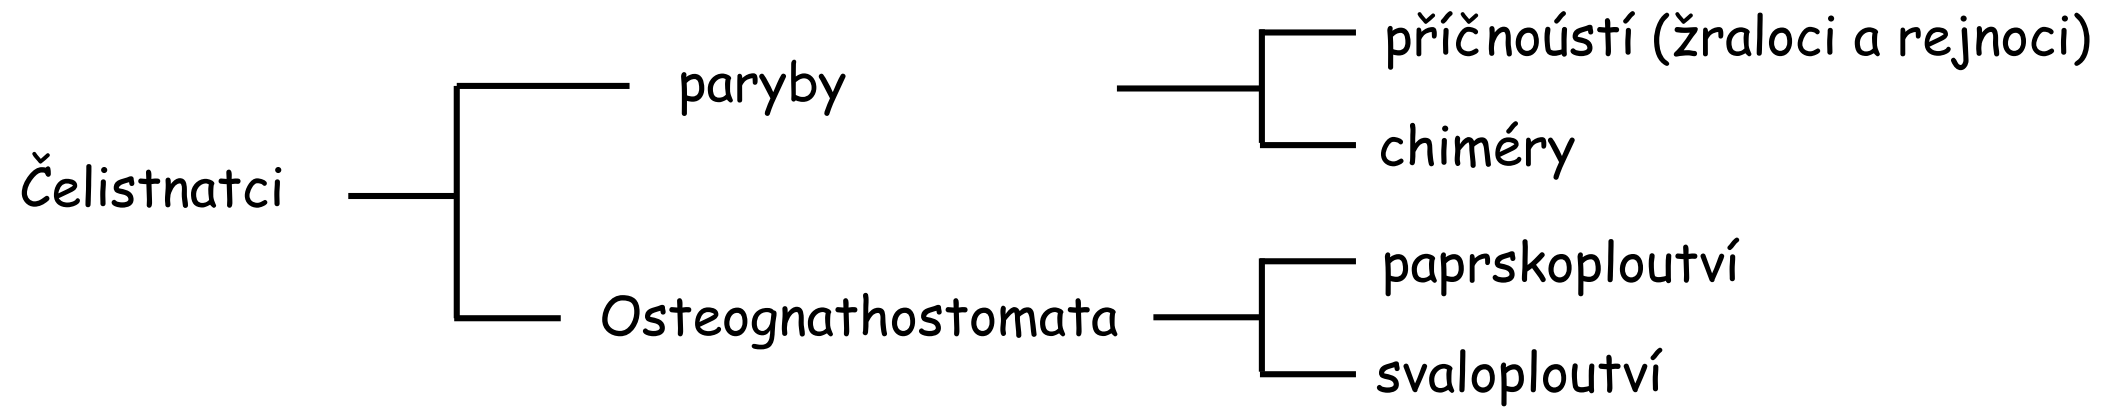 příčnoústí (žraloci a rejnoci)
paryby
chiméry
Čelistnatci
paprskoploutví
Osteognathostomata
svaloploutví